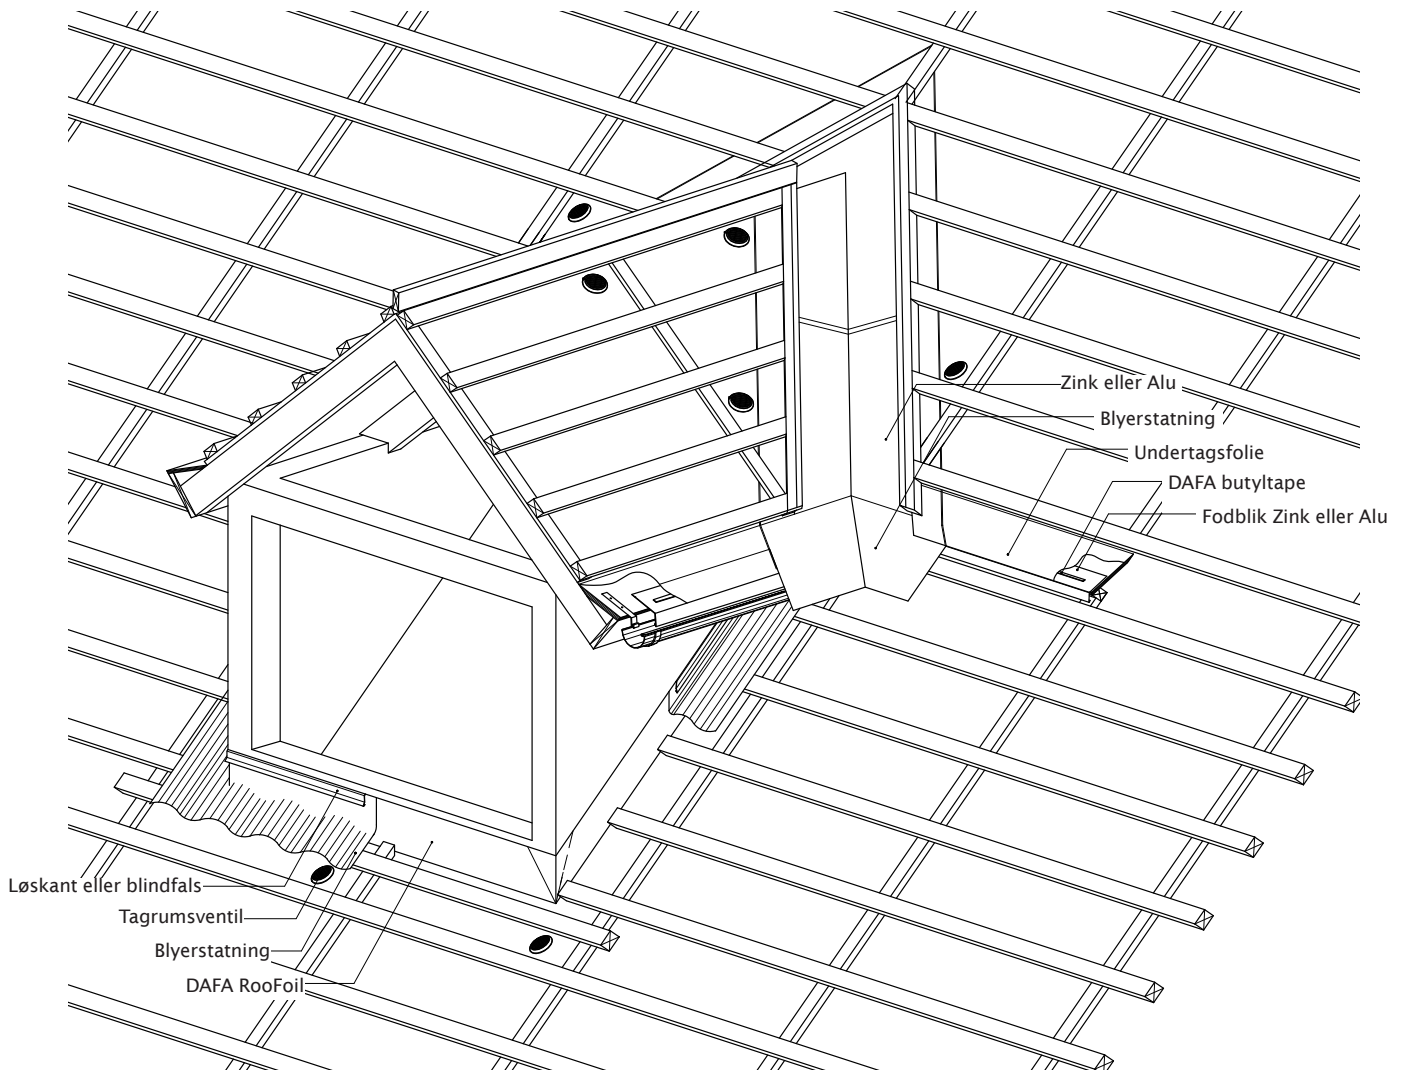 Zink eller Alu
Blyerstatning
Undertagsfolie
DAFA butyltape
Fodblik Zink eller Alu
Løskant eller blindfals
Tagrumsventil
Blyerstatning
DAFA RooFoil